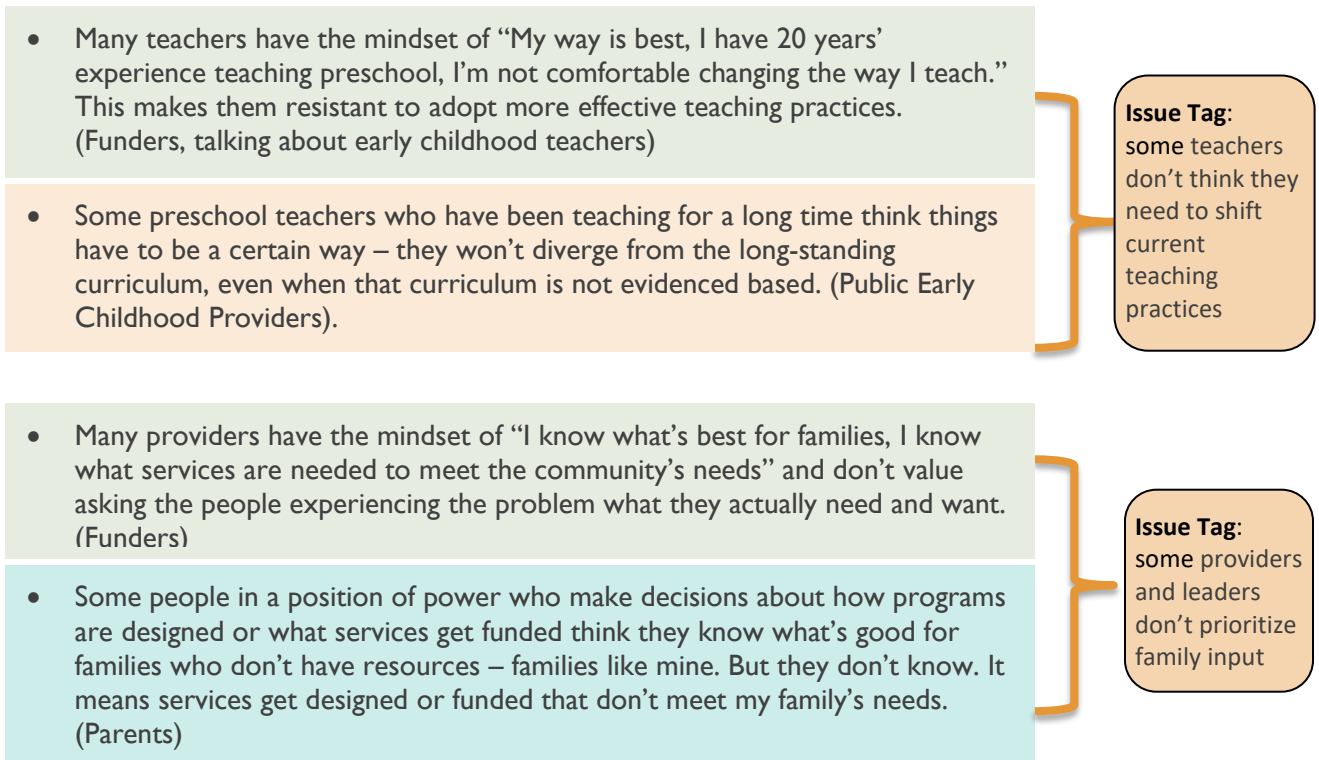 • Many teachers have the mindset of “My way is best, I have 20 years’
experience teaching preschool, I’m not comfortable changing the way I teach.”
This makes them resistant to adopt more effective teaching practices.
(Funders, talking about early childhood teachers)
• Some preschool teachers who have been teaching for a long time think things
have to be a certain way – they won’t diverge from the long-standing
curriculum, even when that curriculum is not evidenced based. (Public Early
Childhood Providers).
Issue Tag:
some teachers
don’t think they
need to shift
current
teaching
practices
• Many providers have the mindset of “I know what’s best for families, I know
what services are needed to meet the community’s needs” and don’t value
asking the people experiencing the problem what they actually need and want.
(Funders)
• Some people in a position of power who make decisions about how programs
are designed or what services get funded think they know what’s good for
families who don’t have resources – families like mine. But they don’t know. It
means services get designed or funded that don’t meet my family’s needs.
(Parents)
Issue Tag:
some providers
and leaders
don’t prioritize
family input